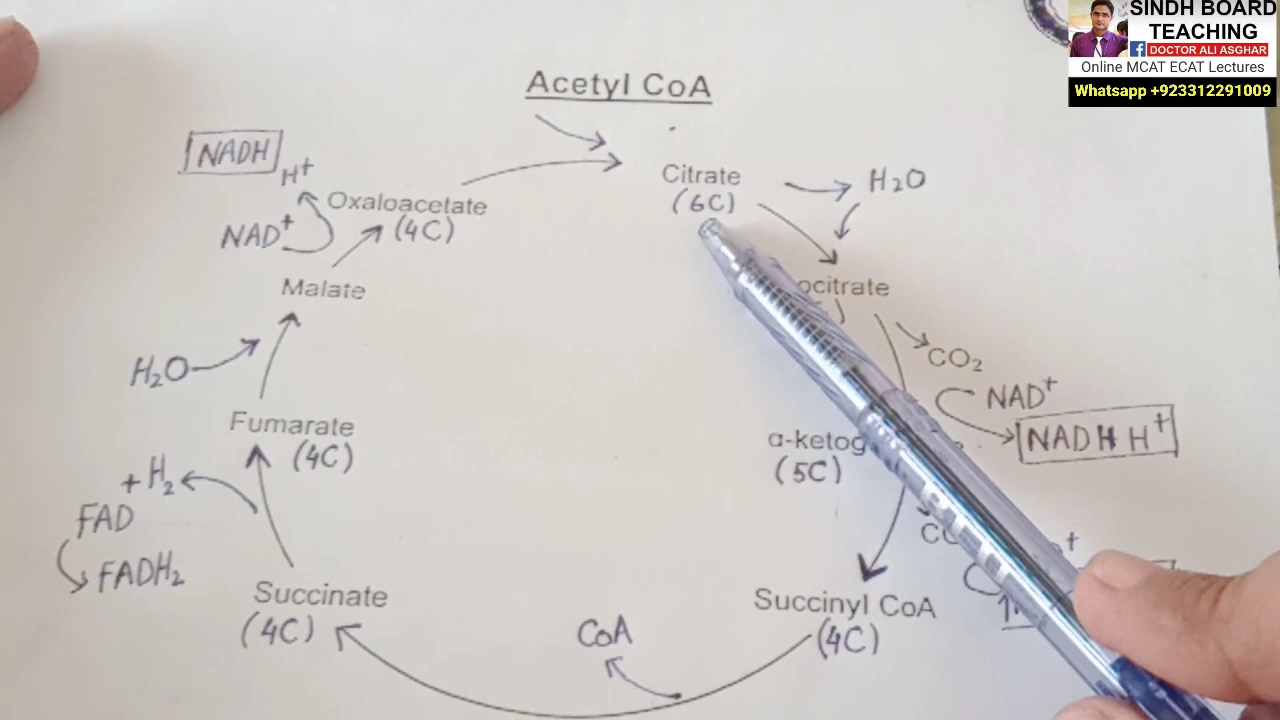 SINDH BOARD
TEACHING
DOCTOR ALI ASGHAR
Online MCAT ECAT Lectures
Whatsapp +923312291009
Acetyl CoA
NADH
H+
Oxaloacetate
(4C)
Citrate
(6C)
H2O
NAD+
Malate
CO2
NAD+
NADH H+
H2O
Fumarate
(4C)
(5C)
+ H2
FAD
FADH2
Succinate
(4C)
CoA
Succinyl CoA
(4C)